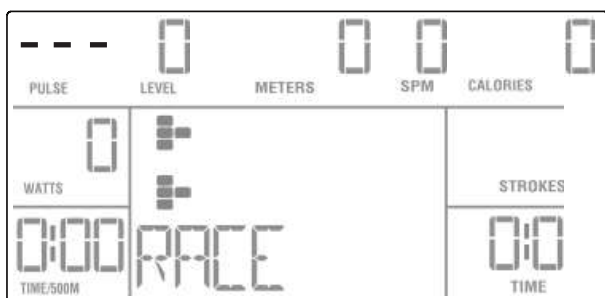 --- 0 0 0 0
PULSE LEVEL METERS SPM CALORIES
0
WATTS STROKES
0:00 RACE 0:0
TIME/500M TIME